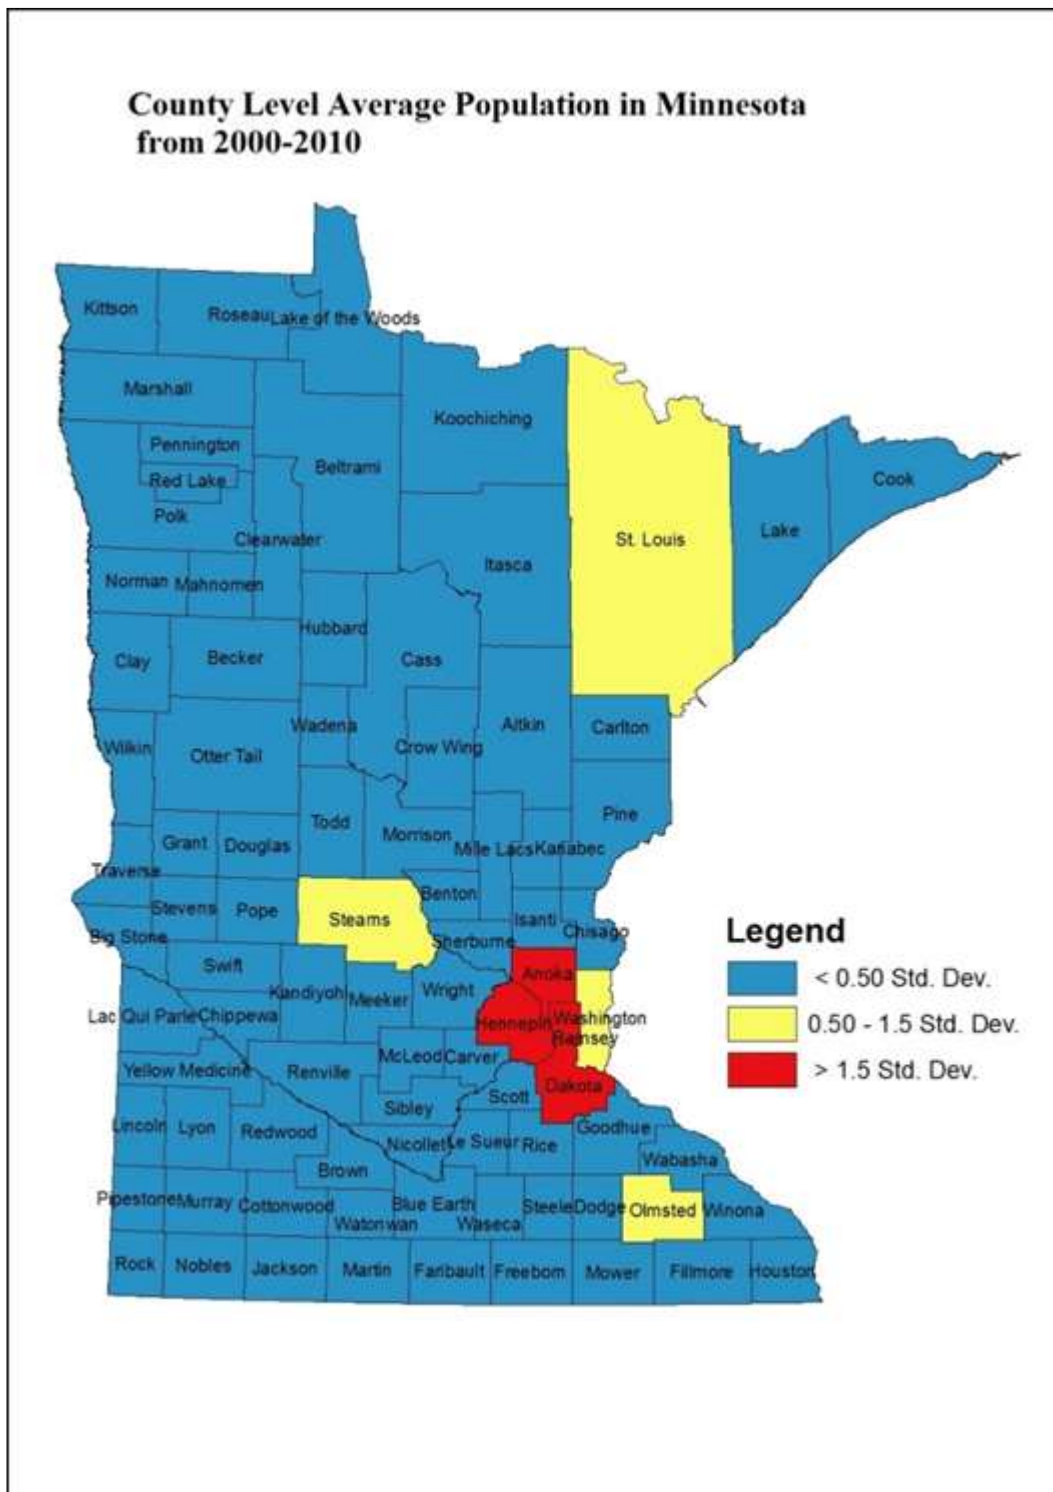 County Level Average Population in Minnesota
from 2000-2010
Kittson
Roseau
Lake of the Woods
Marshall
Koochiching
Pennington
Beltrami
Red Lake
Cook
Polk
Lake
Clearwater
St. Louis
Itasca
Norman
Mahnomen
Hubbard
Clay
Becker
Cass
Wadena
Aitkin
Carlton
Wilkin
Otter Tail
Crow Wing
Pine
Todd
Morrison
Grant
Douglas
Mille Lacs
Kanabec
Traverse
Benton
Stevens
Pope
Stearns
Isanti
Chisago
Big Stone
Sherburne
Swift
Anoka
Kandiyohi
Meeker
Wright
Lac Qui Parle
Chippewa
Hennepin
Washington
Ramsey
McLeod
Carver
Yellow Medicine
Renville
Dakota
Scott
Sibley
Lincoln
Lyon
Redwood
Nicollet
Le Sueur
Rice
Goodhue
Wabasha
Brown
Pipestone
Murray
Cottonwood
Watonwan
Blue Earth
Waseca
Steele
Dodge
Olmsted
Winona
Rock
Nobles
Jackson
Martin
Faribault
Freeborn
Mower
Fillmore
Houston
Legend
< 0.50 Std. Dev.
0.50 - 1.5 Std. Dev.
> 1.5 Std. Dev.